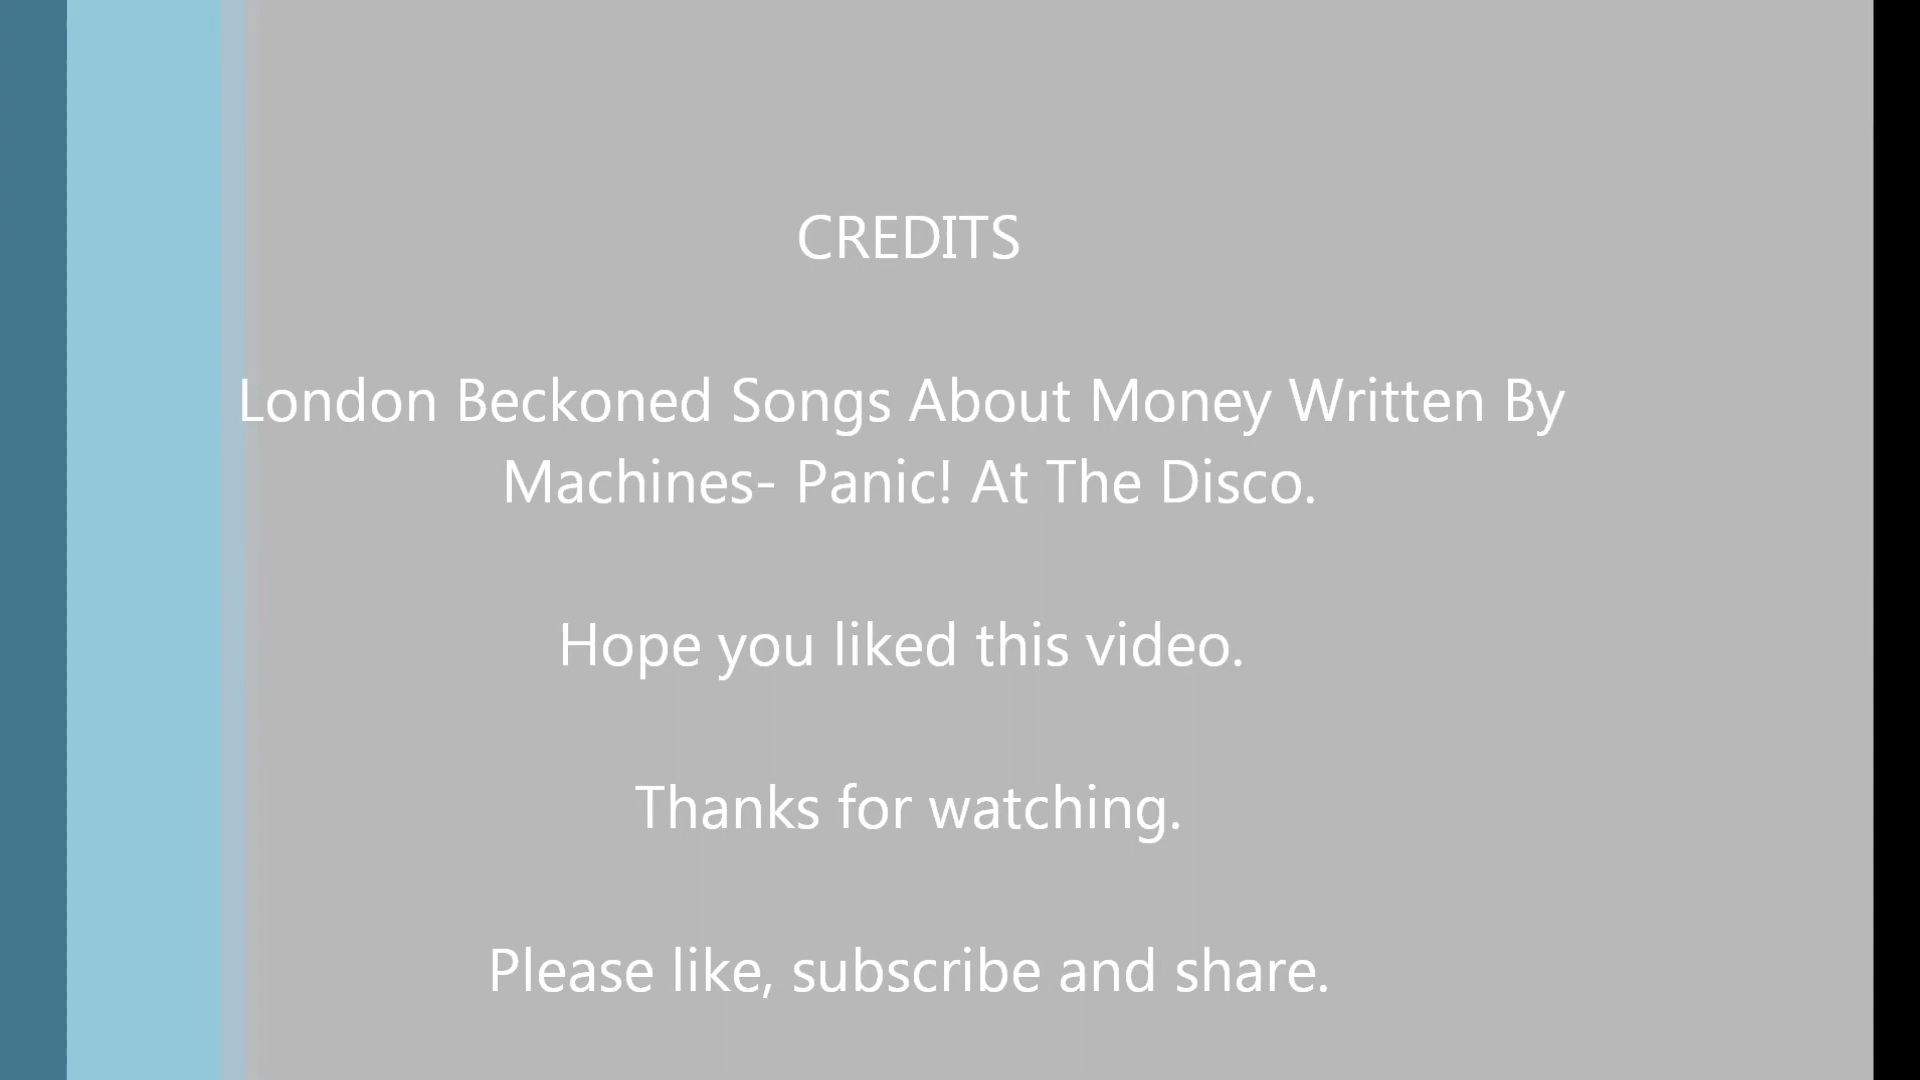 CREDITS
London Beckoned Songs About Money Written By
Machines- Panic! At The Disco.
Hope you liked this video.
Thanks for watching.
Please like, subscribe and share.